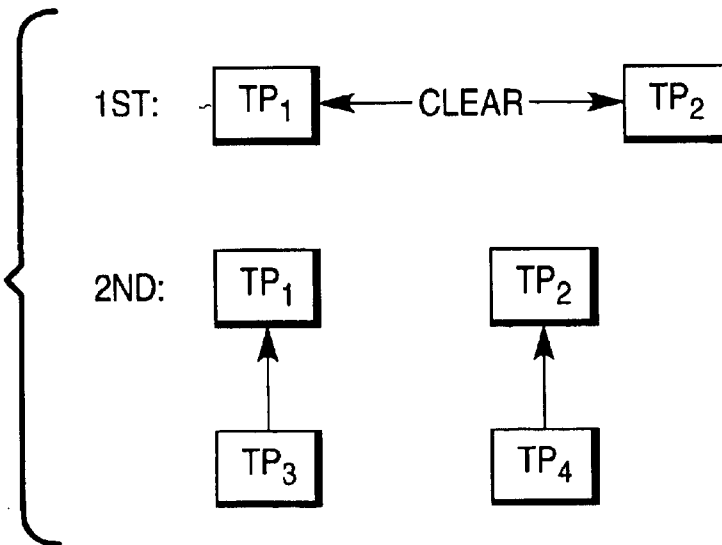 1ST: TP₁ CLEAR TP₂
2ND: TP₁ TP₂
TP₃ TP₄